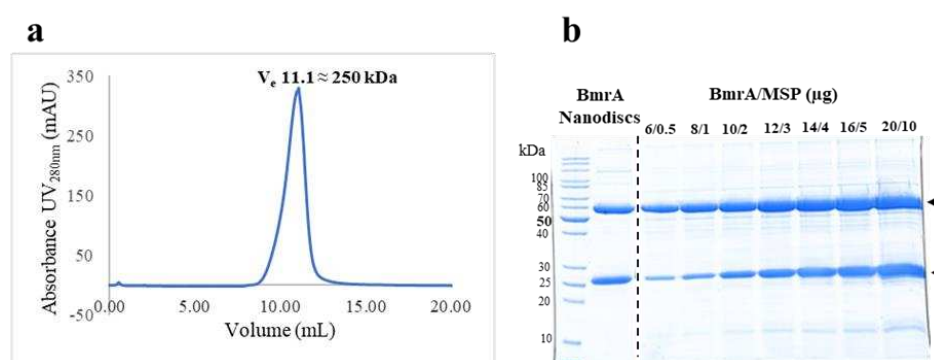 a
V_e 11.1 ≈ 250 kDa
Absorbance UV280nm (mAU)
350
250
150
50
-50
0.00 5.00 10.00 15.00 20.00
Volume (mL)
b
BmrA
Nanodiscs
BmrA/MSP (µg)
6/0.5 8/1 10/2 12/3 14/4 16/5 20/10
kDa
100
85
70
60
50
40
30
25
20
10